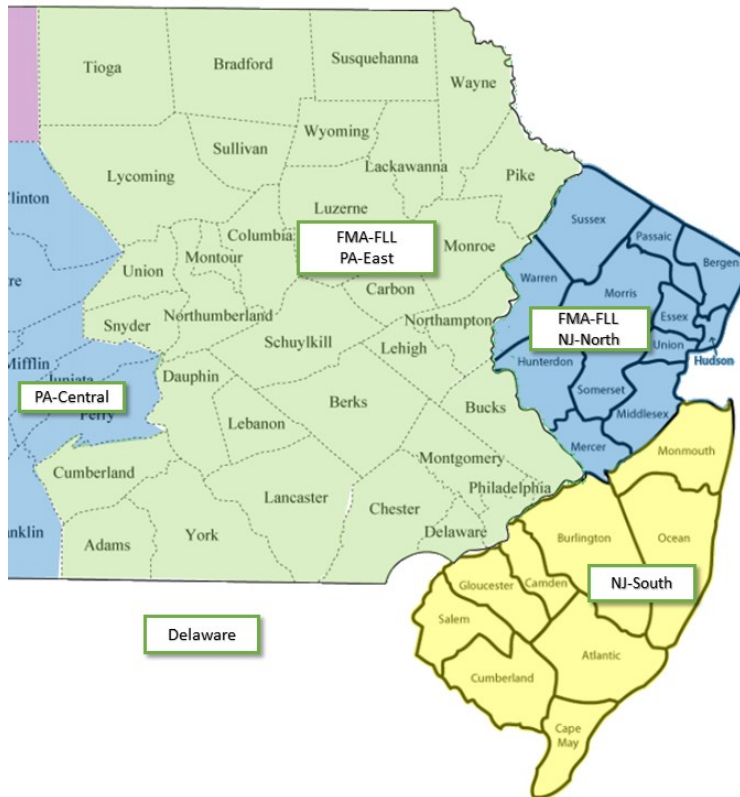 Tioga
Bradford
Susquehanna
Wayne
Wyoming
Sullivan
Lackawanna
Lycoming
Pike
Clinton
Luzerne
Sussex
Passaic
Columbia
FMA-FLL
PA-East
Monroe
Bergen
Union
Montour
Warren
Morris
Carbon
Essex
Snyder
Northumberland
Northampton
FMA-FLL
NJ-North
Union
Schuylkill
Lehigh
Hudson
Mifflin
Dauphin
Hunterdon
Juniata
Somerset
PA-Central
Perry
Berks
Bucks
Middlesex
Lebanon
Mercer
Montgomery
Monmouth
Cumberland
Philadelphia
Lancaster
Chester
Franklin
York
Delaware
Burlington
Ocean
Adams
Gloucester
Camden
NJ-South
Salem
Delaware
Atlantic
Cumberland
Cape
May